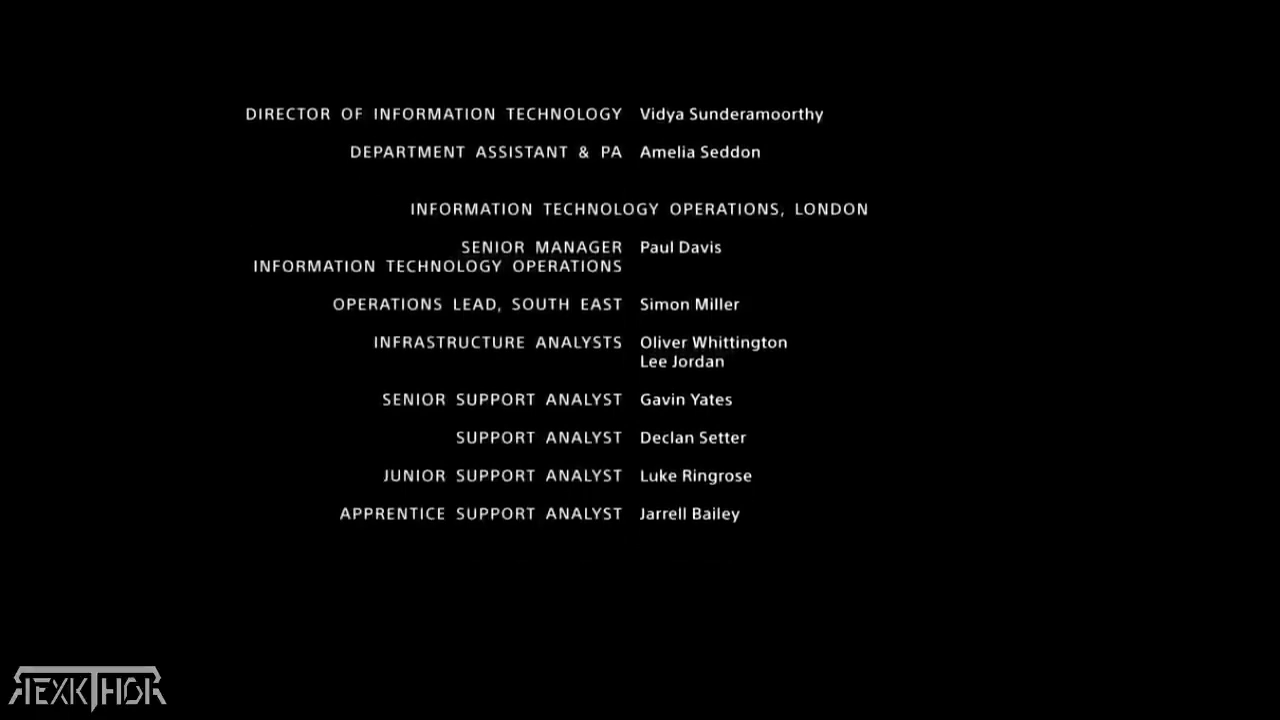 DIRECTOR OF INFORMATION TECHNOLOGY Vidya Sunderamoorthy
DEPARTMENT ASSISTANT & PA Amelia Seddon
INFORMATION TECHNOLOGY OPERATIONS, LONDON
SENIOR MANAGER Paul Davis
INFORMATION TECHNOLOGY OPERATIONS
OPERATIONS LEAD, SOUTH EAST Simon Miller
INFRASTRUCTURE ANALYSTS Oliver Whittington
Lee Jordan
SENIOR SUPPORT ANALYST Gavin Yates
SUPPORT ANALYST Declan Setter
JUNIOR SUPPORT ANALYST Luke Ringrose
APPRENTICE SUPPORT ANALYST Jarrell Bailey